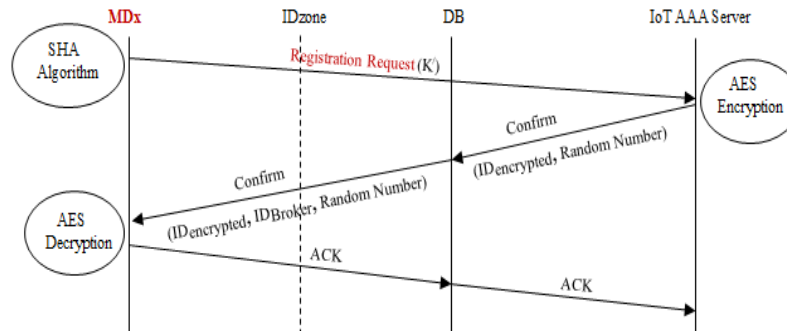 MDx IDzone DB IoT AAA Server
SHA
Algorithm
Registration Request (K)
AES
Encryption
Confirm
(IDencrypted, Random Number)
Confirm
(IDencrypted, IDBroker, Random Number)
AES
Decryption
ACK
ACK